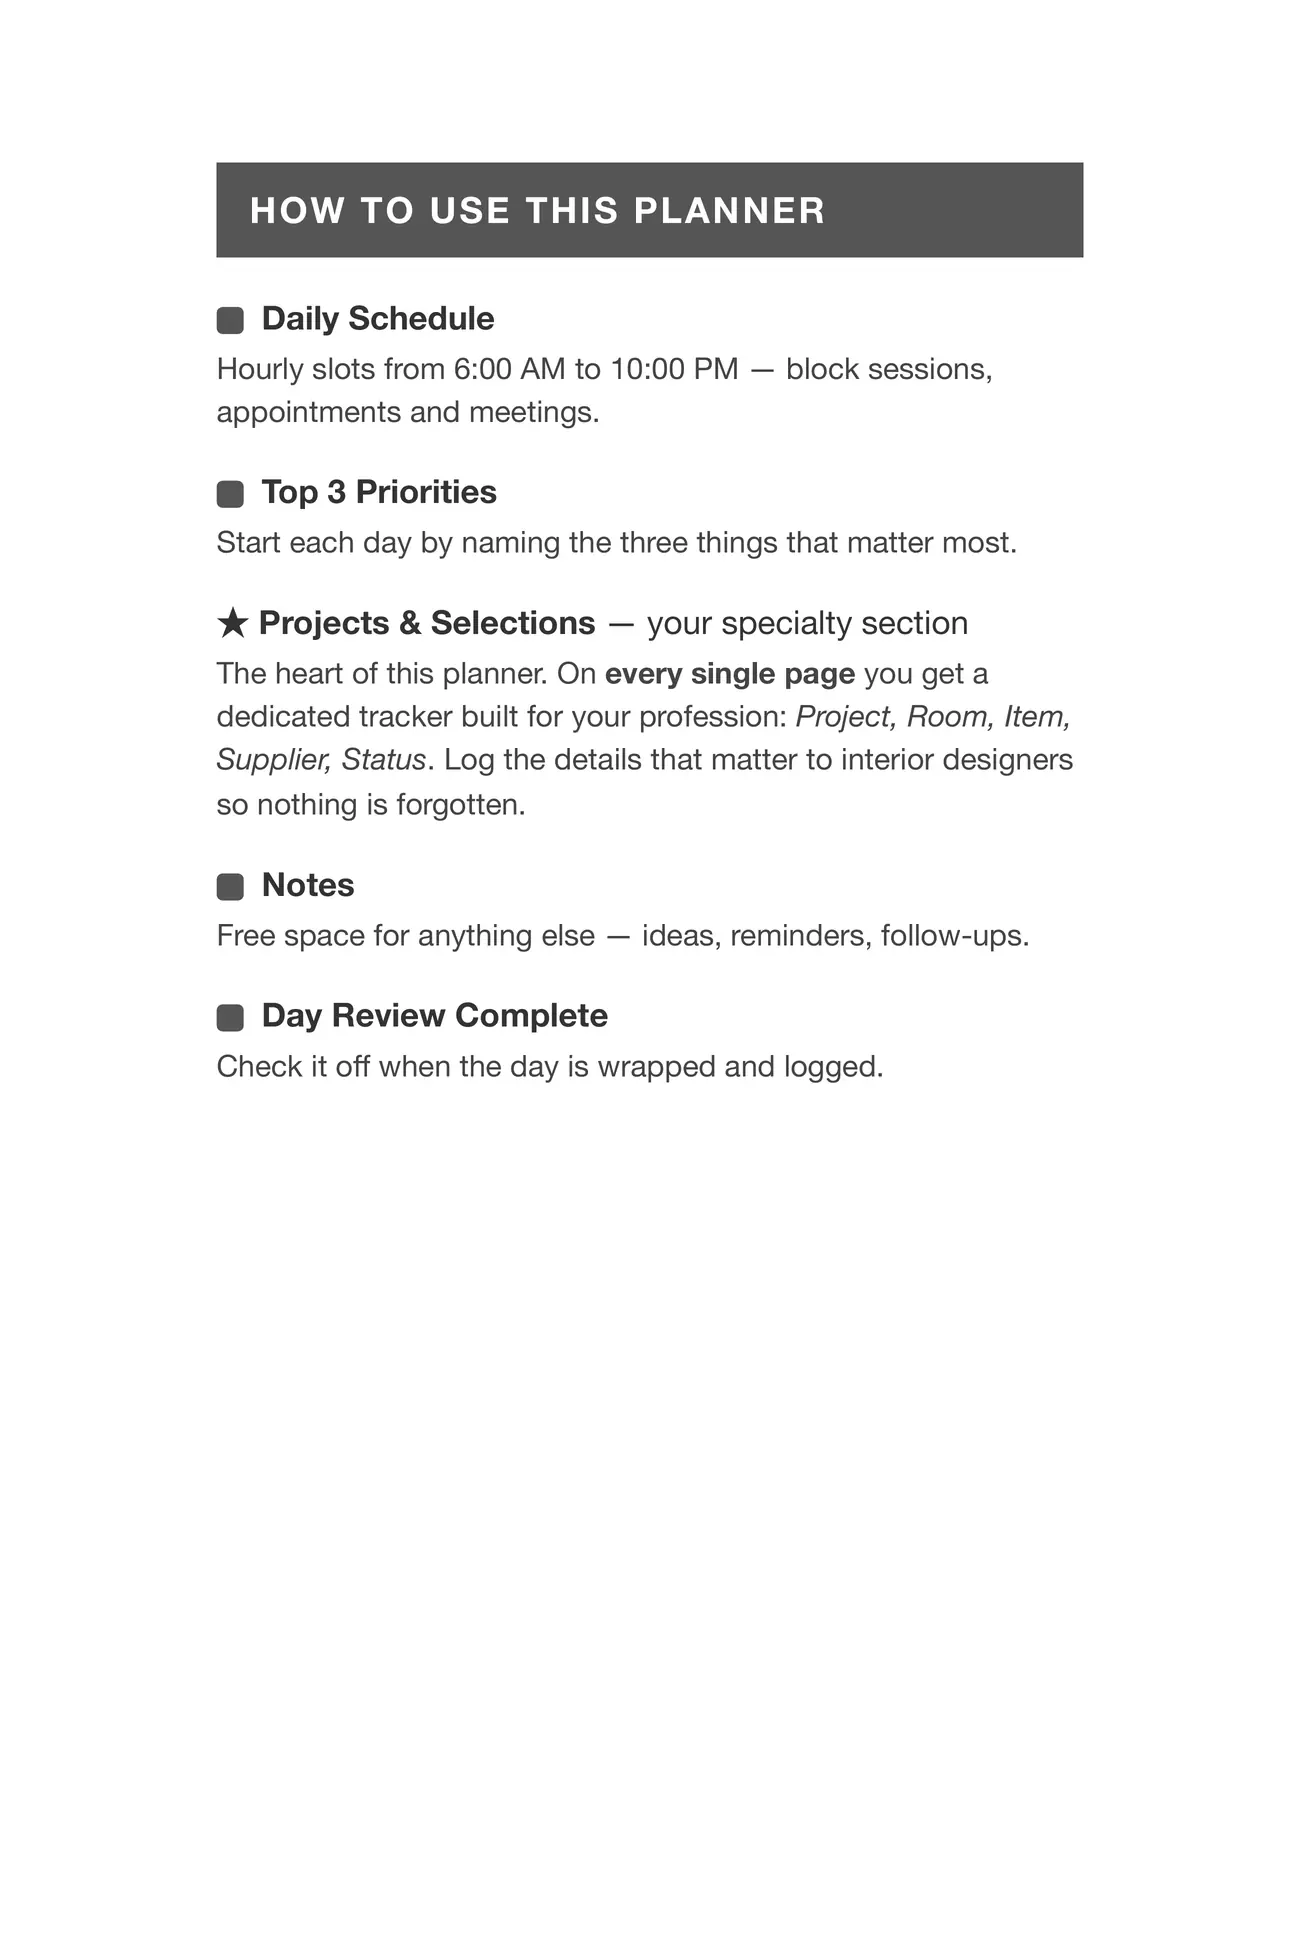 HOW TO USE THIS PLANNER
Daily Schedule
Hourly slots from 6:00 AM to 10:00 PM — block sessions,
appointments and meetings.
Top 3 Priorities
Start each day by naming the three things that matter most.
★ Projects & Selections — your specialty section
The heart of this planner. On every single page you get a
dedicated tracker built for your profession: Project, Room, Item,
Supplier, Status. Log the details that matter to interior designers
so nothing is forgotten.
Notes
Free space for anything else — ideas, reminders, follow-ups.
Day Review Complete
Check it off when the day is wrapped and logged.